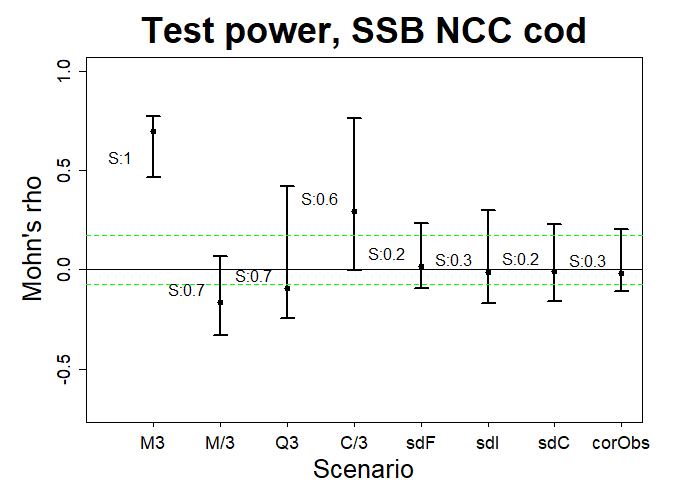 Test power, SSB NCC cod
Mohn's rho
1.0
0.5
0.0
-0.5
S:1
S:0.7
S:0.7
S:0.6
S:0.2
S:0.3
S:0.2
S:0.3
M3 M/3 Q3 C/3 sdF sdI sdC corObs
Scenario